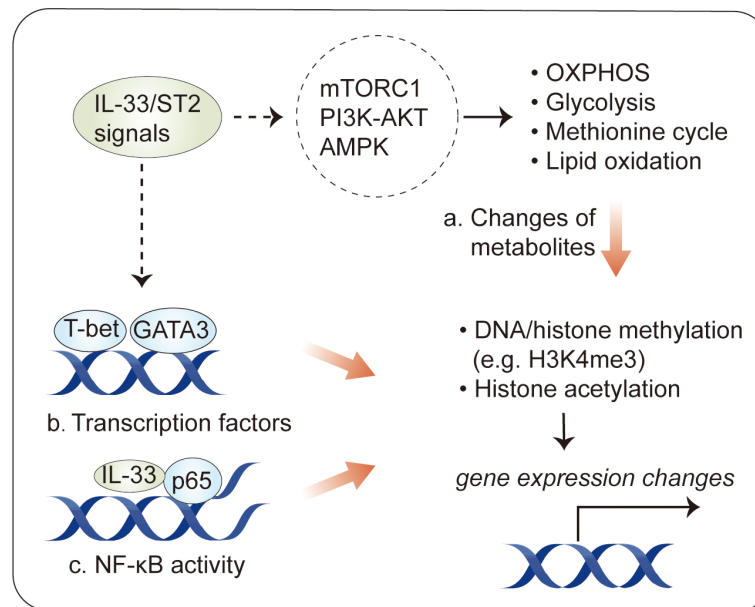 IL-33/ST2
signals
mTORC1
PI3K-AKT
AMPK
• OXPHOS
• Glycolysis
• Methionine cycle
• Lipid oxidation
a. Changes of
metabolites
T-bet
GATA3
b. Transcription factors
• DNA/histone methylation
(e.g. H3K4me3)
• Histone acetylation
IL-33
p65
c. NF-κB activity
gene expression changes